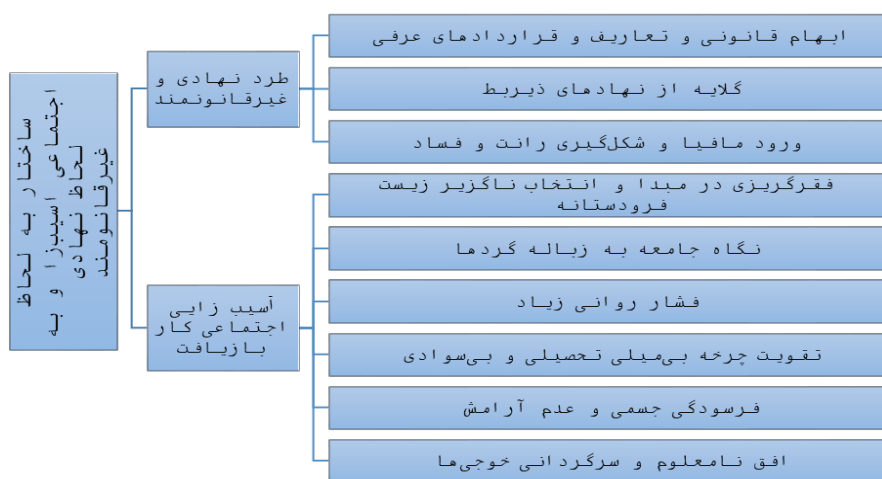 ساختار به لحاظ
اجتماعی اسیب‌زا و به
لحاظ نهادی
غیرقانونمند
طرد نهادی و
غیرقانونمند
ابهام قانونی و تعاریف و قراردادهای عرفی
گلایه از نهادهای ذیربط
ورود مافیا و شکل‌گیری رانت و فساد
آسیب زایی
اجتماعی کار
بازیافت
فقرگریزی در مبدا و انتخاب ناگزیر زیست
فرودستانه
نگاه جامعه به زباله گردها
فشار روانی زیاد
تقویت چرخه بی‌میلی تحصیلی و بی‌سوادی
فرسودگی جسمی و عدم آرامش
افق نامعلوم و سرگردانی خوجی‌ها